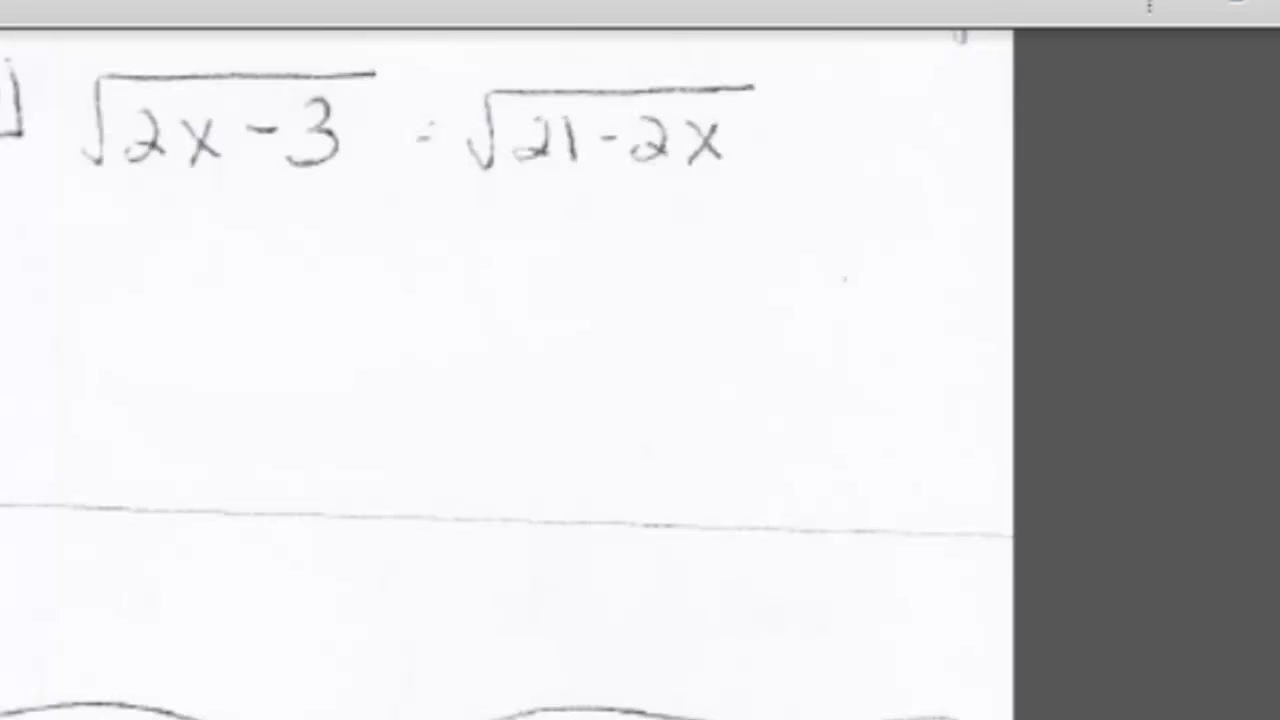 √2x - 3 = √21 - 2x